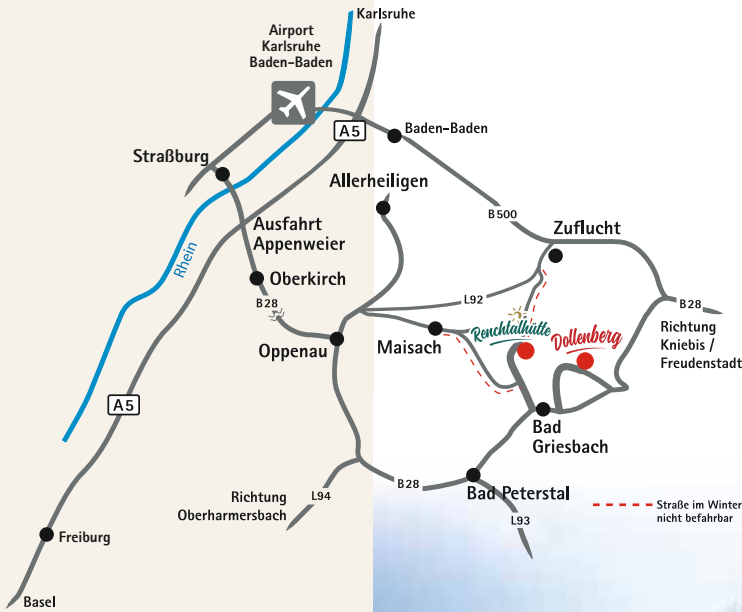 Karlsruhe
Airport
Karlsruhe
Baden-Baden
A5
Baden-Baden
Straßburg
Allerheiligen
B500
Ausfahrt
Appenweier
Zuflucht
Rhein
Oberkirch
B28
L92
B28
Renchtalhütte
Dollenberg
Richtung
Kniebis /
Freudenstadt
Oppenau
Maisach
A5
Bad
Griesbach
B28
Bad Peterstal
Richtung
Oberharmersbach
L94
L93
Straße im Winter
nicht befahrbar
Freiburg
Basel